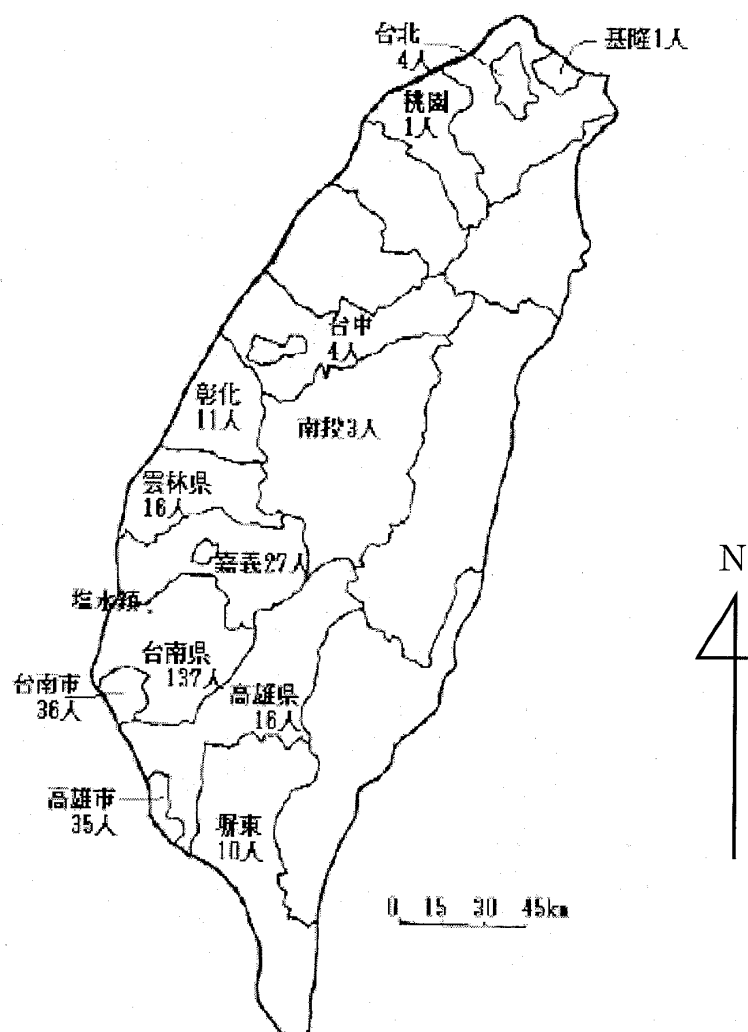 台北
4人
基隆1人
桃園
1人
台中
4人
彰化
11人
南投3人
雲林県
16人
嘉義27人
塩水鎮
台南県
137人
台南市
36人
高雄県
16人
高雄市
35人
屏東
10人
N
0 15 30 45km